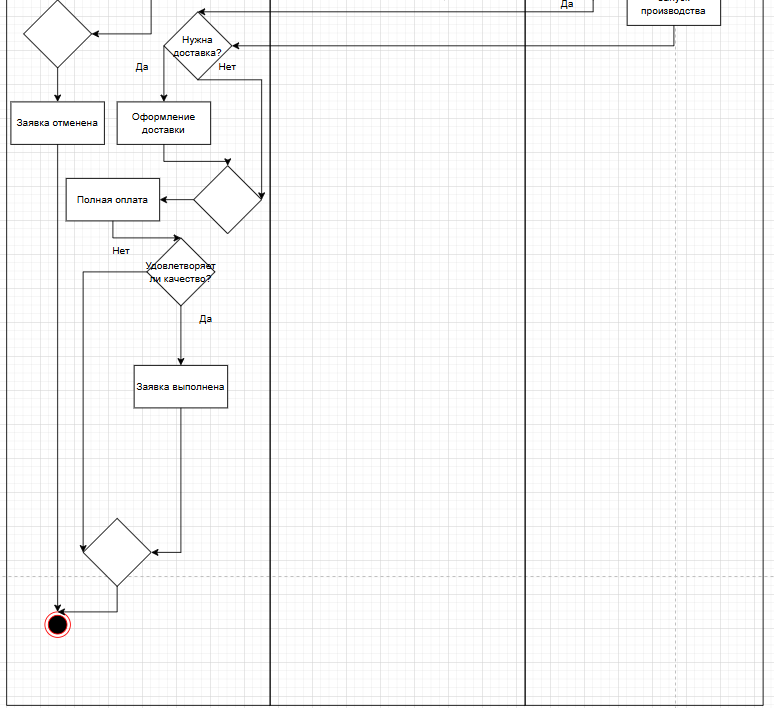 Да
производства
Нужна
доставка?
Да
Нет
Заявка отменена
Оформление
доставки
Полная оплата
Нет
Удовлетворяет
ли качество?
Да
Заявка выполнена